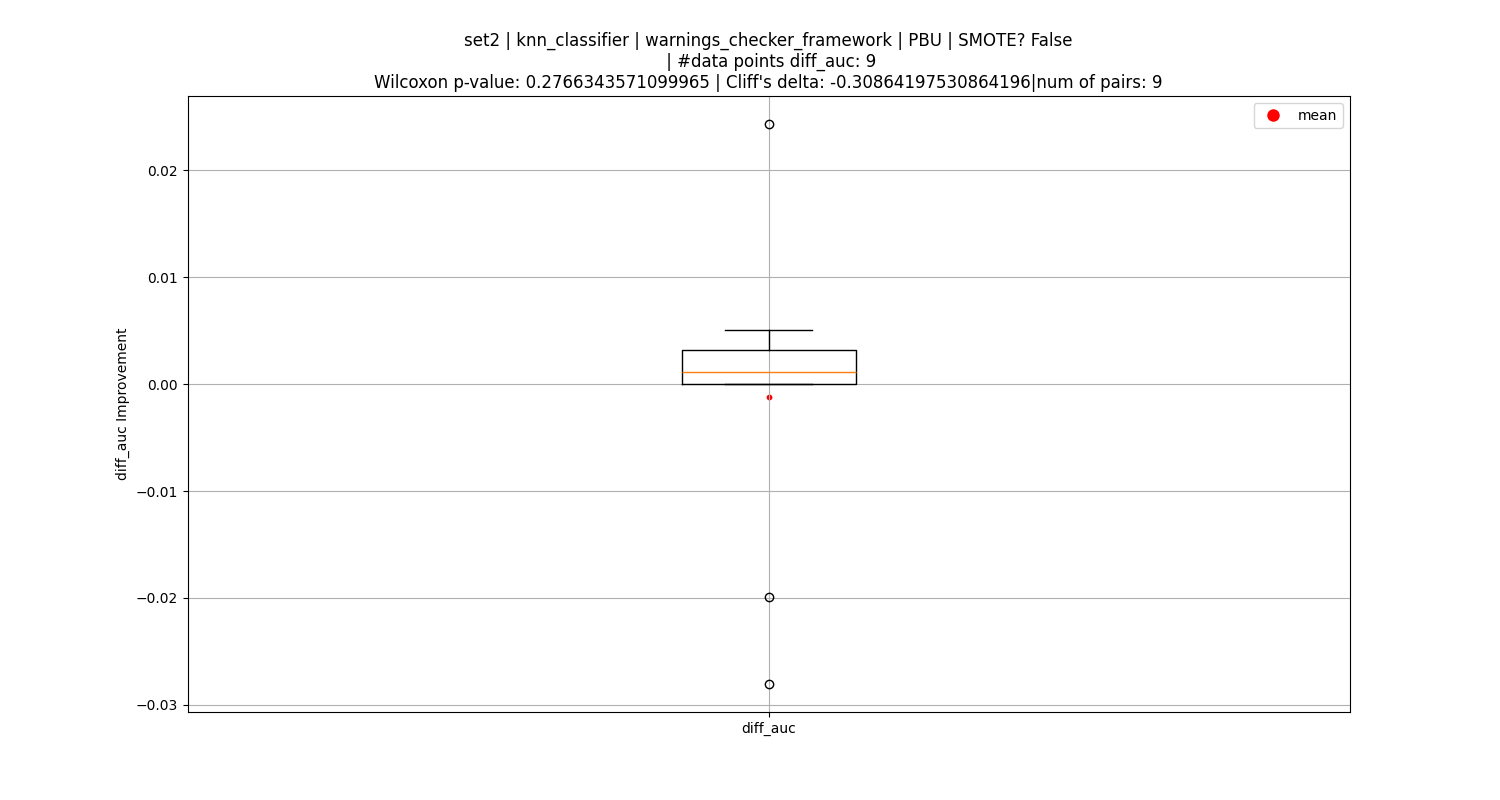 set2 | knn_classifier | warnings_checker_framework | PBU | SMOTE? False
| #data points diff_auc: 9
Wilcoxon p-value: 0.2766343571099965 | Cliff's delta: -0.30864197530864196|num of pairs: 9
mean
0.02
0.01
0.00
−0.01
−0.02
−0.03
diff_auc Improvement
diff_auc